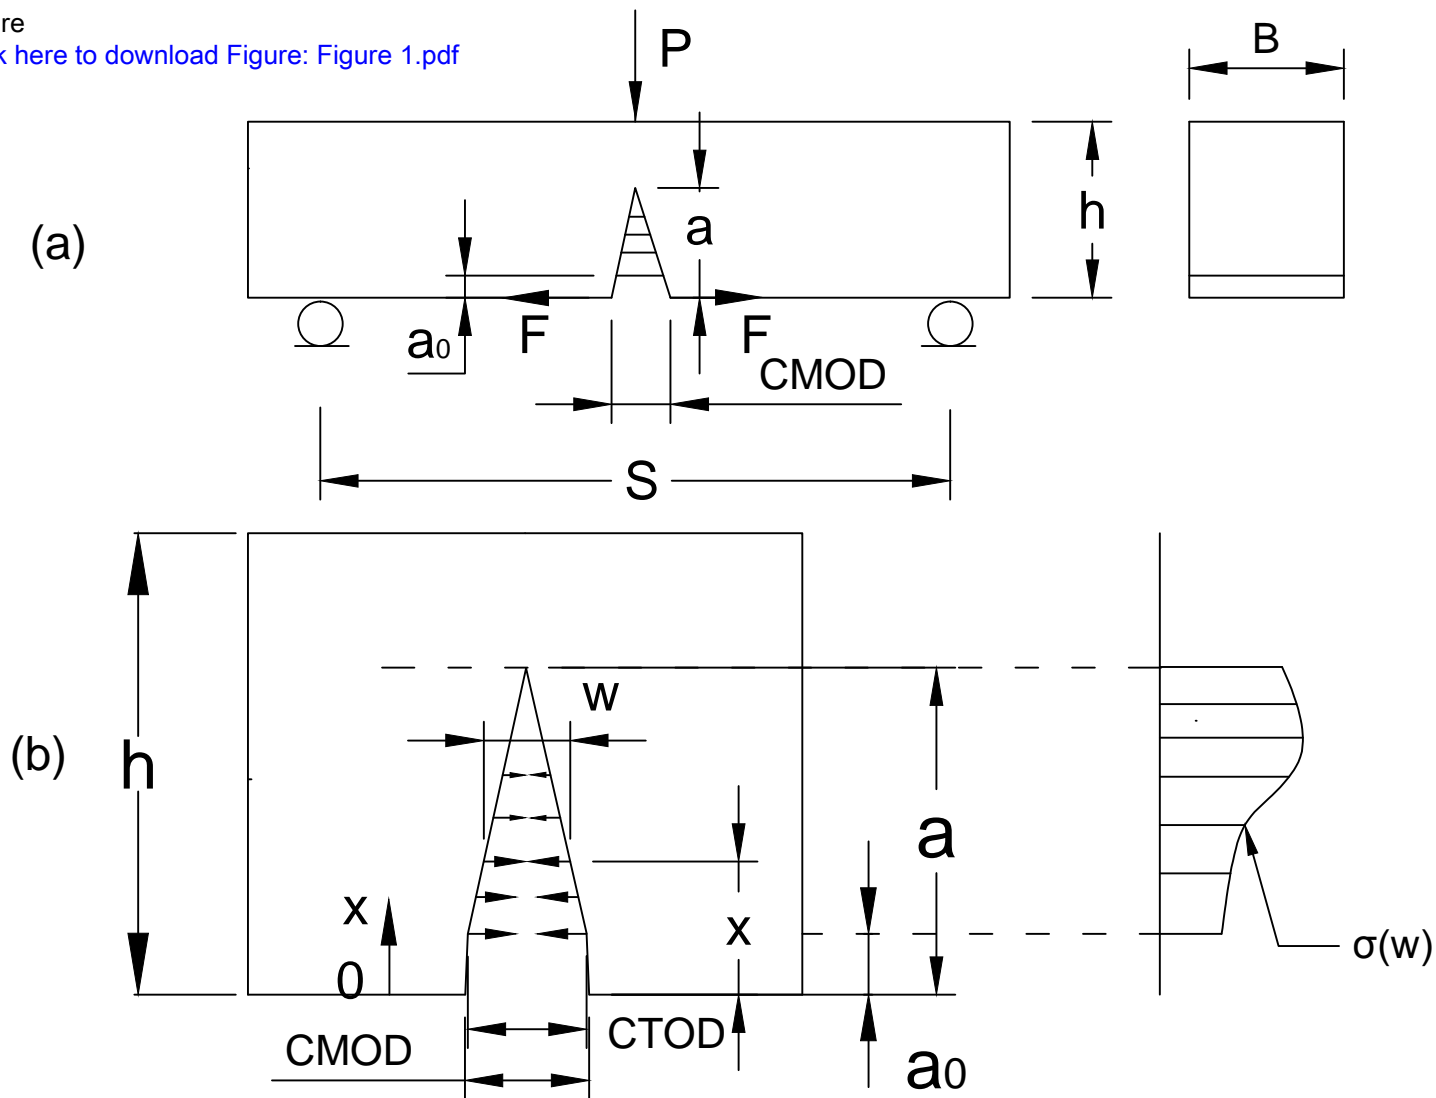 re
k here to download Figure: Figure 1.pdf
P
B
(a)
a
h
a0
F
F
CMOD
S
(b)
h
w
a
x
x
0
σ(w)
CMOD
CTOD
a0